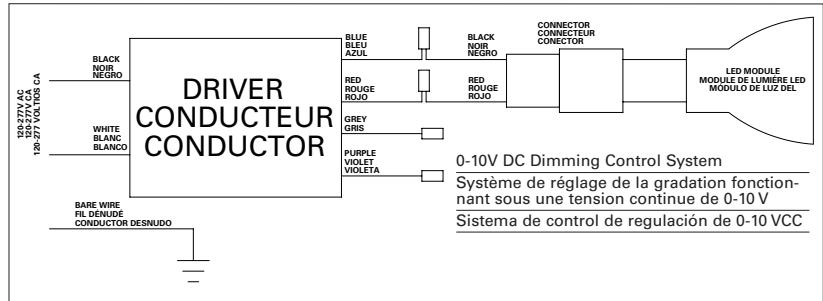 120-277V AC
120-277V CA
120-277 VOLTIOS CA
BLACK
NOIR
NEGRO
WHITE
BLANC
BLANCO
BARE WIRE
FIL DÉNUDÉ
CONDUCTOR DESNUDO
DRIVER
CONDUCTEUR
CONDUCTOR
BLUE
BLEU
AZUL
RED
ROUGE
ROJO
GREY
GRIS
PURPLE
VIOLET
VIOLETA
BLACK
NOIR
NEGRO
RED
ROUGE
ROJO
CONNECTOR
CONNECTEUR
CONECTOR
LED MODULE
MODULE DE LUMIÈRE LED
MÓDULO DE LUZ DEL
0-10V DC Dimming Control System
Système de réglage de la gradation fonction-
nant sous une tension continue de 0-10 V
Sistema de control de regulación de 0-10 VCC